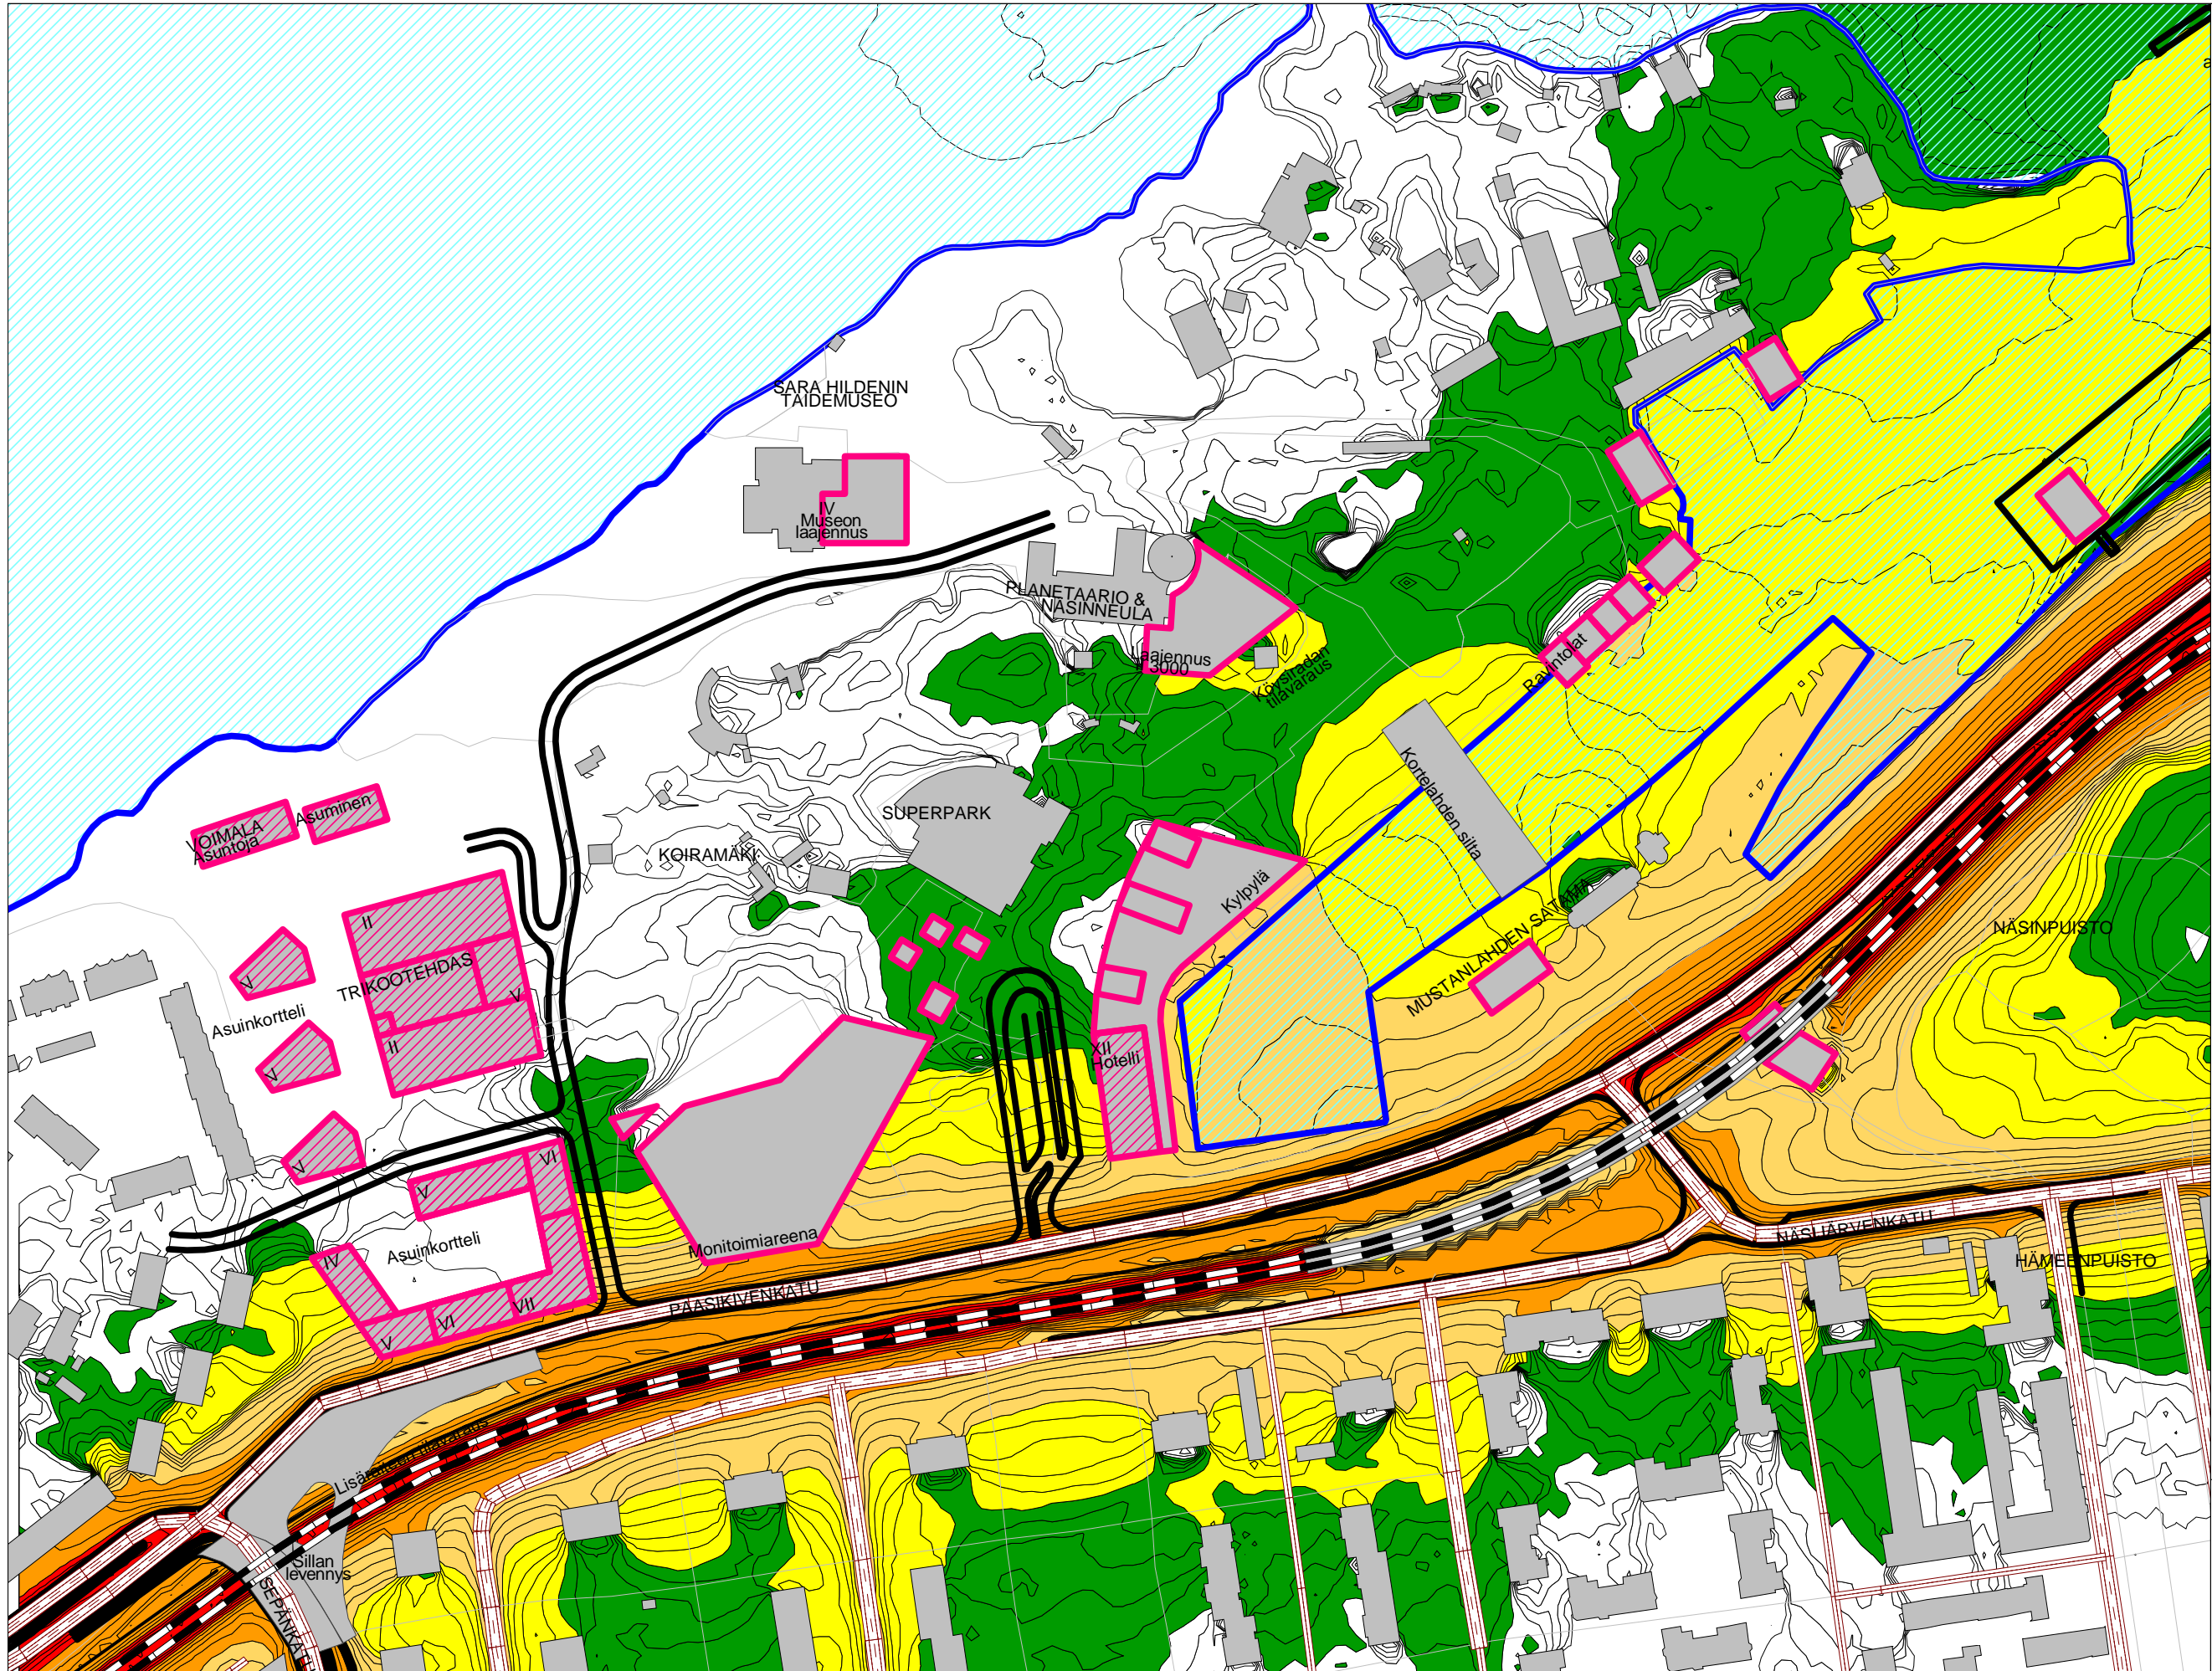 a
SARA HILDENIN
TAIDEMUSEO
IV
Museon
laajennus
PLANETAARIO &
NÄSINNEULA
Laajennus
3000
Köysiradan
tilavaraus
Ravintolat
Kortelahden silta
SUPERPARK
KOIRAMÄKI
Kylpylä
MUSTANLAHDEN SATAMA
NÄSINPUISTO
VOIMALA
Asuntoja
Asuminen
II
TRIKOOTEHDAS
V
II
V
Asuinkortteli
V
V
XII
Hotelli
V
VI
IV
Asuinkortteli
V
VI
VII
Monitoimiareena
PAASIKIVENKATU
NÄSIJÄRVENKATU
HÄMEENPUISTO
Lisäraiteen tilavaraus
Sillan
levennys
SEPÄNKATU